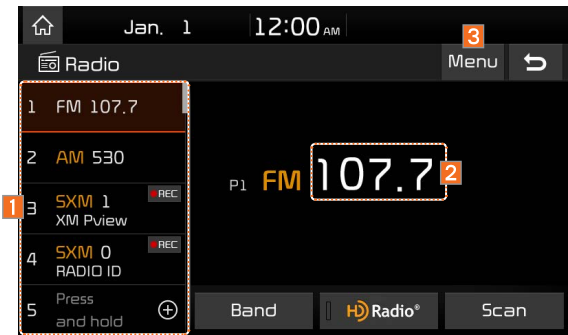 Jan. 1 12:00 AM
3
Radio Menu
1 FM 107.7
2 AM 530
P1 FM 107.7 2
1
3 SXM 1 REC
XM Pview
4 SXM 0 REC
RADIO ID
5 Press
and hold
Band HD Radio® Scan